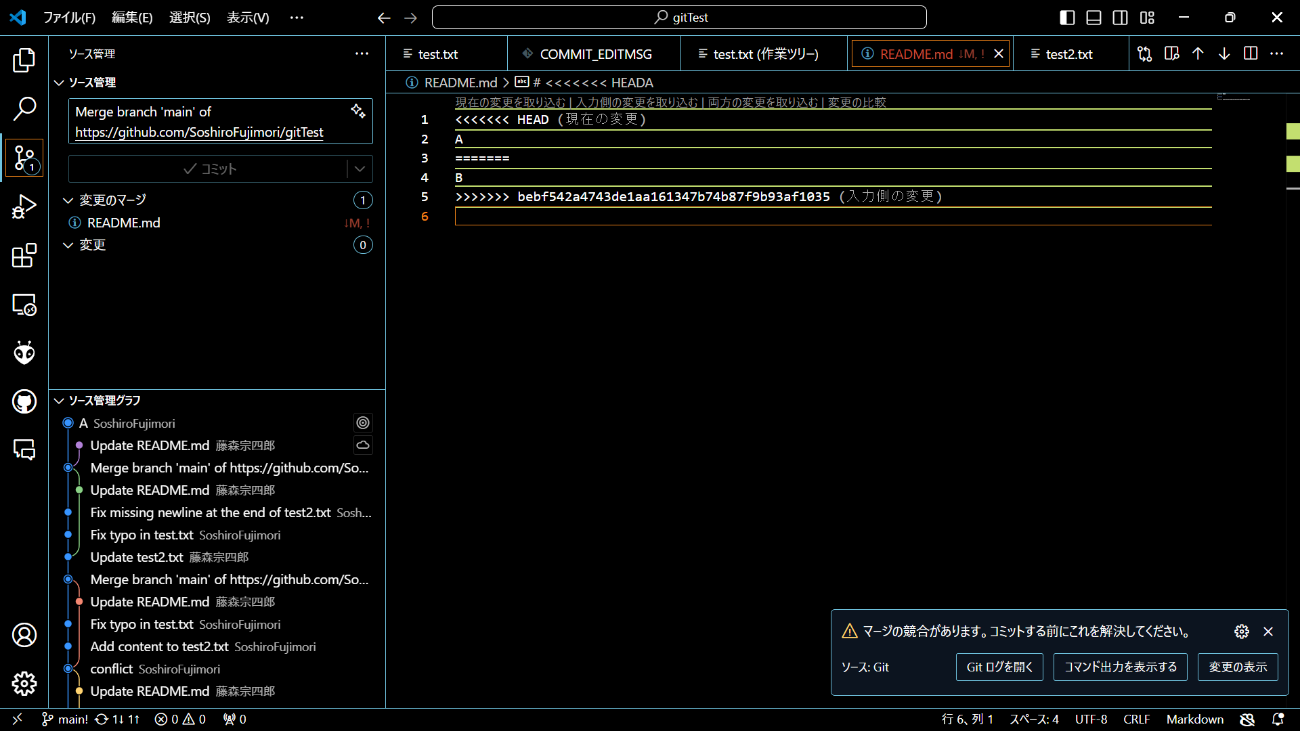 ファイル(F) 編集(E) 選択(S) 表示(V) ··· gitTest
ソース管理 ···
ソース管理
Merge branch 'main' of
https://github.com/SoshiroFujimori/gitTest
コミット
変更のマージ 1
README.md ↓M, !
変更 0
ソース管理グラフ
A SoshiroFujimori
Update README.md 藤森宗四郎
Merge branch 'main' of https://github.com/So...
Update README.md 藤森宗四郎
Fix missing newline at the end of test2.txt Sosh...
Fix typo in test.txt SoshiroFujimori
Update test2.txt 藤森宗四郎
Merge branch 'main' of https://github.com/So...
Update README.md 藤森宗四郎
Fix typo in test.txt SoshiroFujimori
Add content to test2.txt SoshiroFujimori
conflict SoshiroFujimori
Update README.md 藤森宗四郎
test.txt COMMIT_EDITMSG test.txt (作業ツリー) README.md ↓M, ! test2.txt ···
README.md > # <<<<<<< HEADA
現在の変更を取り込む | 入力側の変更を取り込む | 両方の変更を取り込む | 変更の比較
1 <<<<<<< HEAD (現在の変更)
2 A
3 =======
4 B
5 >>>>>>> bebf542a4743de1aa161347b74b87f9b93af1035 (入力側の変更)
6
マージの競合があります。コミットする前にこれを解決してください。
ソース: Git Git ログを開く コマンド出力を表示する 変更の表示
main! 1↓ 1↑ 0 0 0 行 6、列 1 スペース: 4 UTF-8 CRLF Markdown